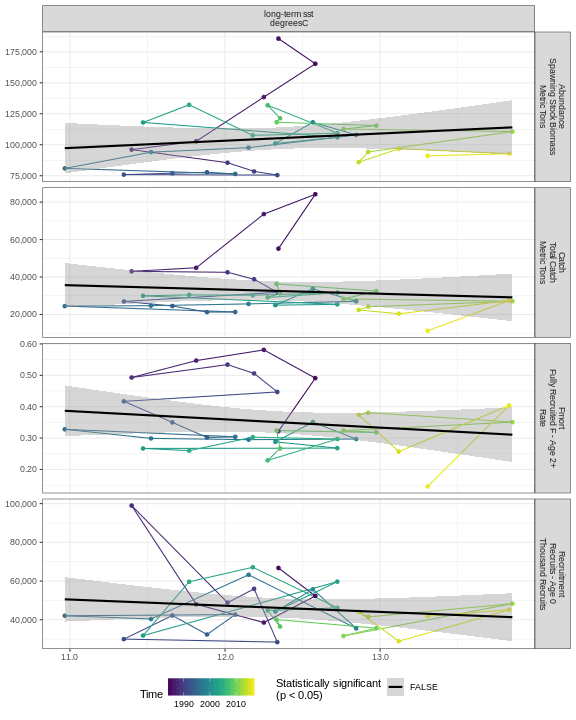 long-term sst
degreesC
175,000
150,000
125,000
100,000
75,000
Abundance
Spawning Stock Biomass
Metric Tons
80,000
60,000
40,000
20,000
Catch
Total Catch
Metric Tons
0.60
0.50
0.40
0.30
0.20
Fmort
Fully Recruited F - Age 2+
Rate
100,000
80,000
60,000
40,000
Recruitment
Recruits - Age 0
Thousand Recruits
11.0 12.0 13.0
Time
1990 2000 2010
Statistically significant
(p < 0.05)
FALSE